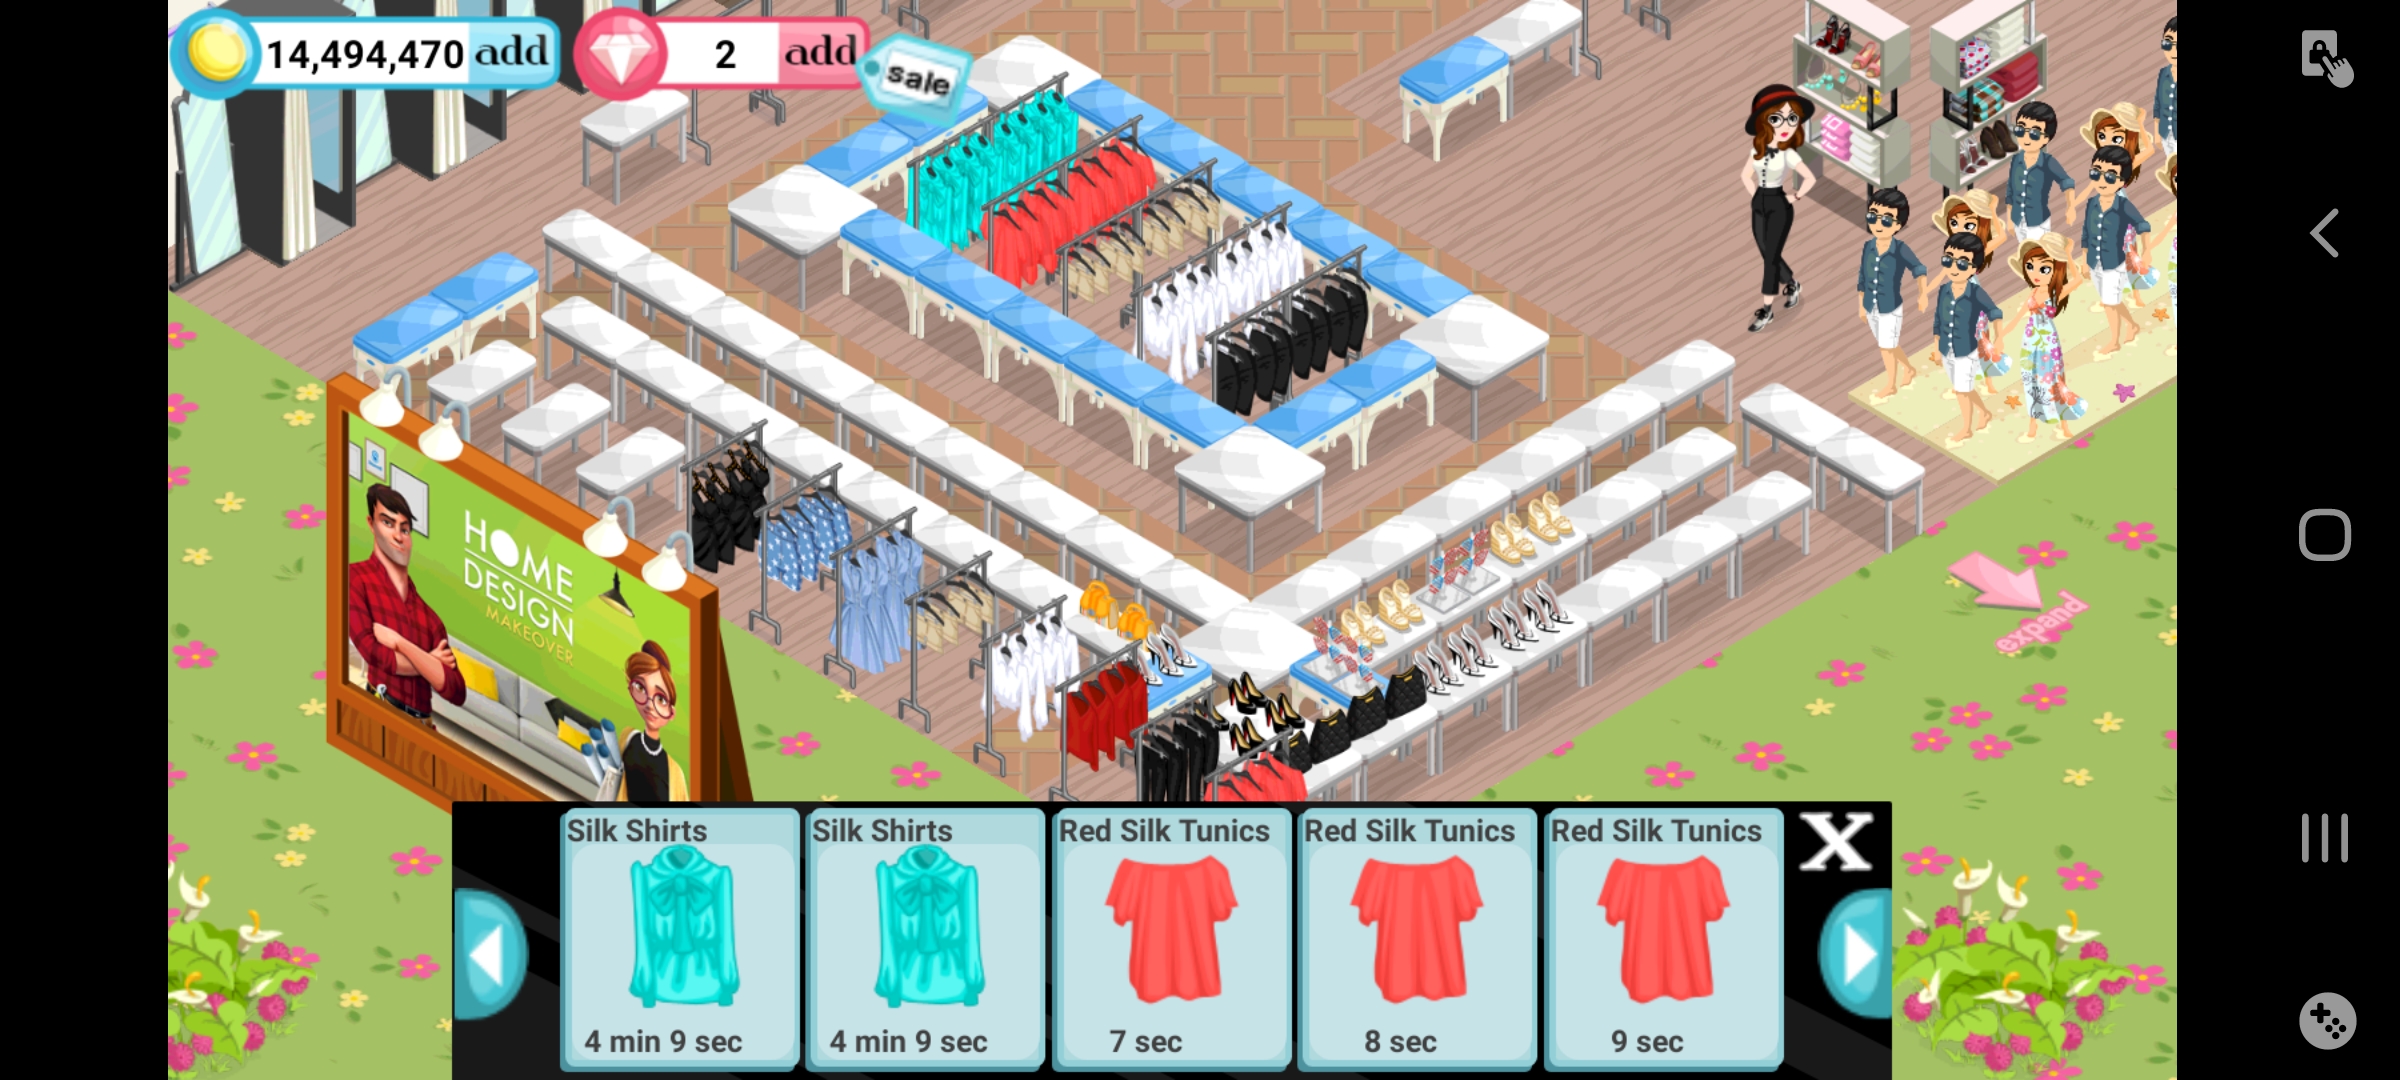 14,494,470 add
2 add
sale
HOME
DESIGN
MAKEOVER
10
expand
Silk Shirts
4 min 9 sec
Silk Shirts
4 min 9 sec
Red Silk Tunics
7 sec
Red Silk Tunics
8 sec
Red Silk Tunics
9 sec
X